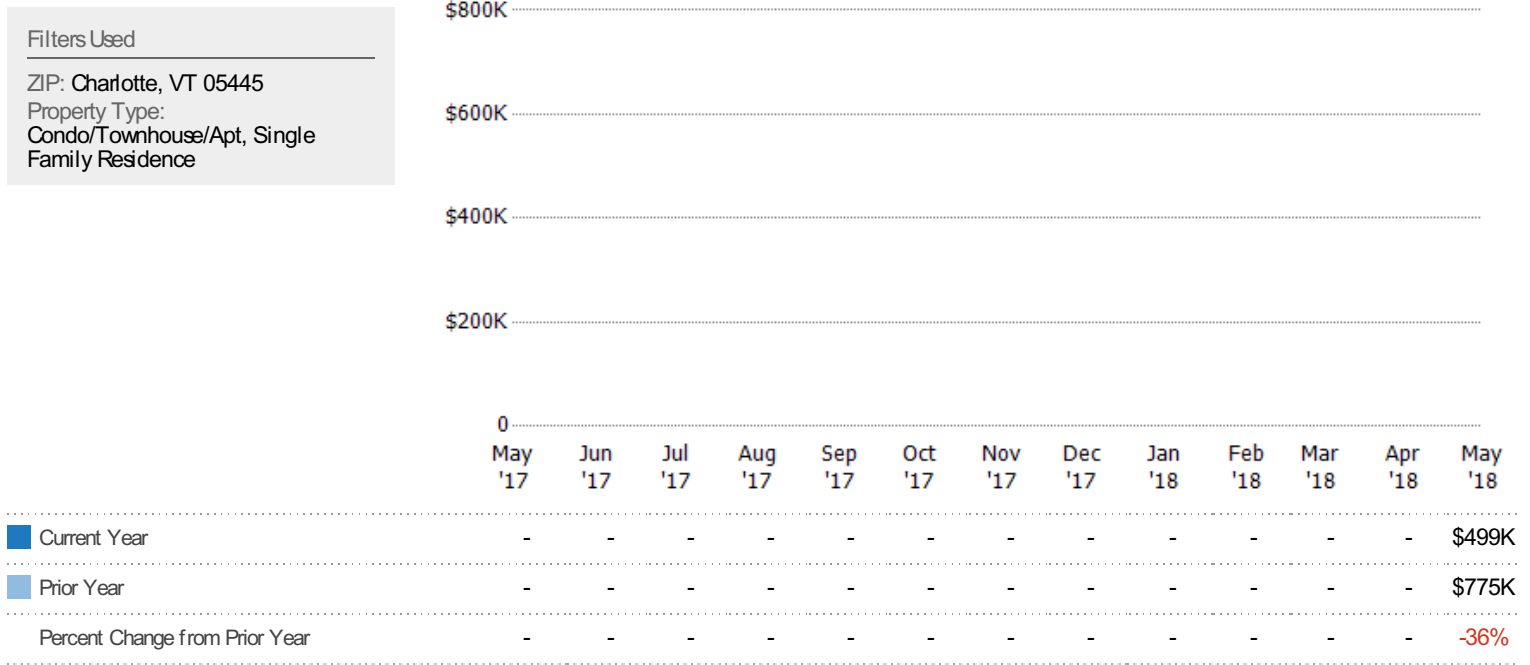 Filters Used
ZIP: Charlotte, VT 05445
Property Type:
Condo/Townhouse/Apt, Single
Family Residence
$800K
$600K
$400K
$200K
0
May Jun Jul Aug Sep Oct Nov Dec Jan Feb Mar Apr May
'17 '17 '17 '17 '17 '17 '17 '17 '18 '18 '18 '18 '18
Current Year - - - - - - - - - - - - $499K
Prior Year - - - - - - - - - - - - $775K
Percent Change from Prior Year - - - - - - - - - - - - -36%